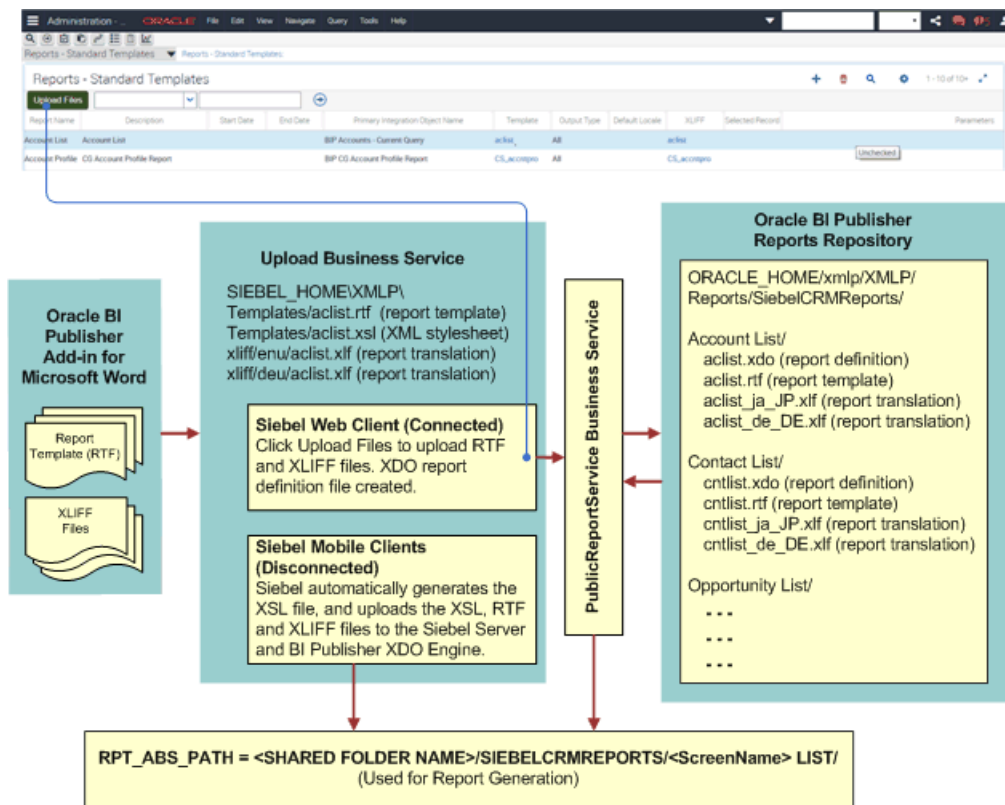 Administration - ... ORACLE File Edit View Navigate Query Tools Help
Reports - Standard Templates Reports - Standard Templates
Reports - Standard Templates 1 - 10 of 10+
Upload Files
Report Name Description Start Date End Date Primary Integration Object Name Template Output Type Default Locale XLIFF Selected Record Parameters
Account List Account List BIP Accounts - Current Query aclist All aclist
Unchecked
Account Profile CG Account Profile Report BIP CG Account Profile Report CS_accntpro All CS_accntpro
Oracle BI
Publisher
Add-in for
Microsoft Word
Report
Template (RTF)
XLIFF
Files
Upload Business Service
SIEBEL_HOME\XMLP\
Templates/aclist.rtf (report template)
Templates/aclist.xsl (XML stylesheet)
xliff/enu/aclist.xlf (report translation)
xliff/deu/aclist.xlf (report translation)
Siebel Web Client (Connected)
Click Upload Files to upload RTF
and XLIFF files. XDO report
definition file created.
Siebel Mobile Clients
(Disconnected)
Siebel automatically generates the
XSL file, and uploads the XSL, RTF
and XLIFF files to the Siebel Server
and BI Publisher XDO Engine.
PublicReportService Business Service
Oracle BI Publisher
Reports Repository
ORACLE_HOME/xmlp/XMLP/
Reports/SiebelCRMReports/
Account List/
aclist.xdo (report definition)
aclist.rtf (report template)
aclist_ja_JP.xlf (report translation)
aclist_de_DE.xlf (report translation)
Contact List/
cntlist.xdo (report definition)
cntlist.rtf (report template)
cntlist_ja_JP.xlf (report translation)
cntlist_de_DE.xlf (report translation)
Opportunity List/
- - -
- - -
- - -
RPT_ABS_PATH = <SHARED FOLDER NAME>/SIEBELCRMREPORTS/<ScreenName> LIST/
(Used for Report Generation)